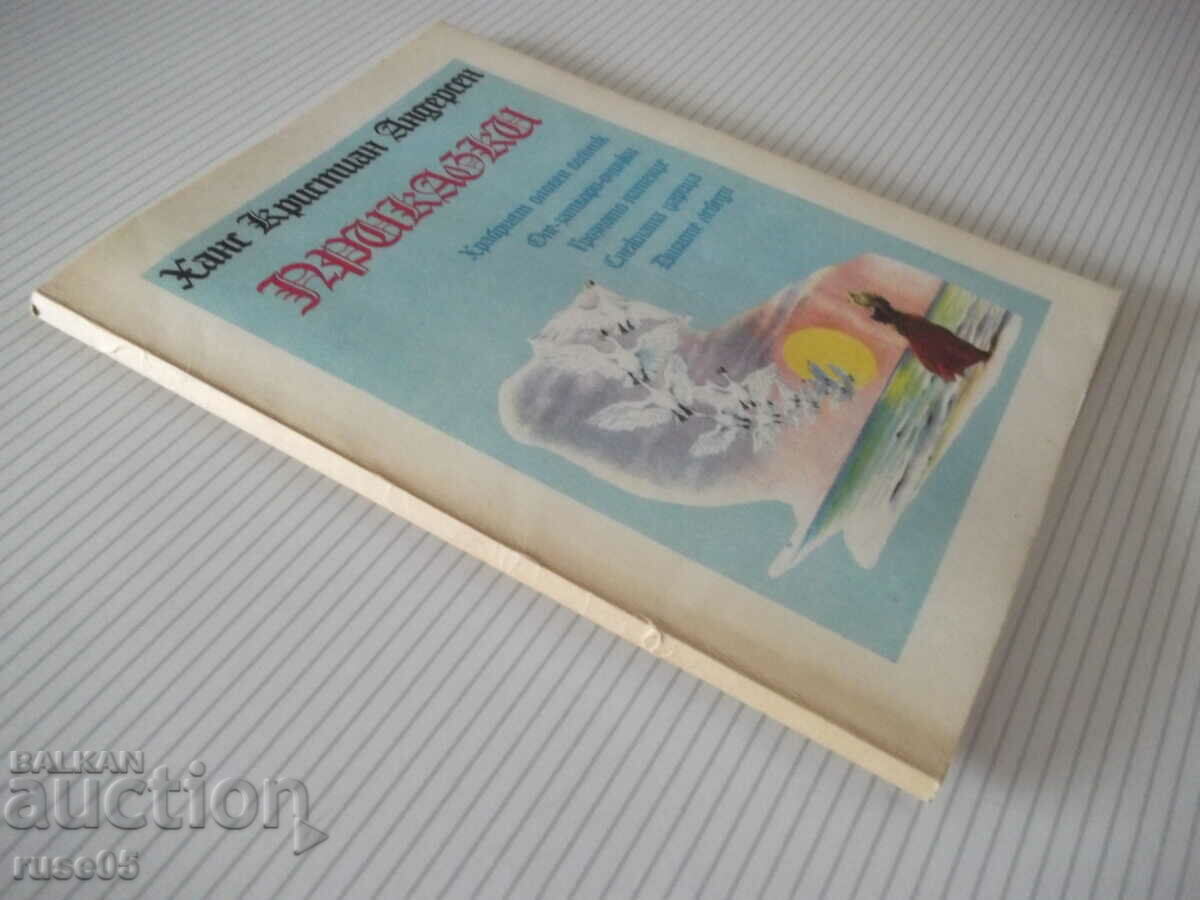 Ханс Кристиан Андерсен
ПРИКАЗКИ
Храбрият оловен войник
Оле-затвори-очички
Грозното патенце
Снежната царица
Дивите лебеди
BALKAN
auction
ruse05